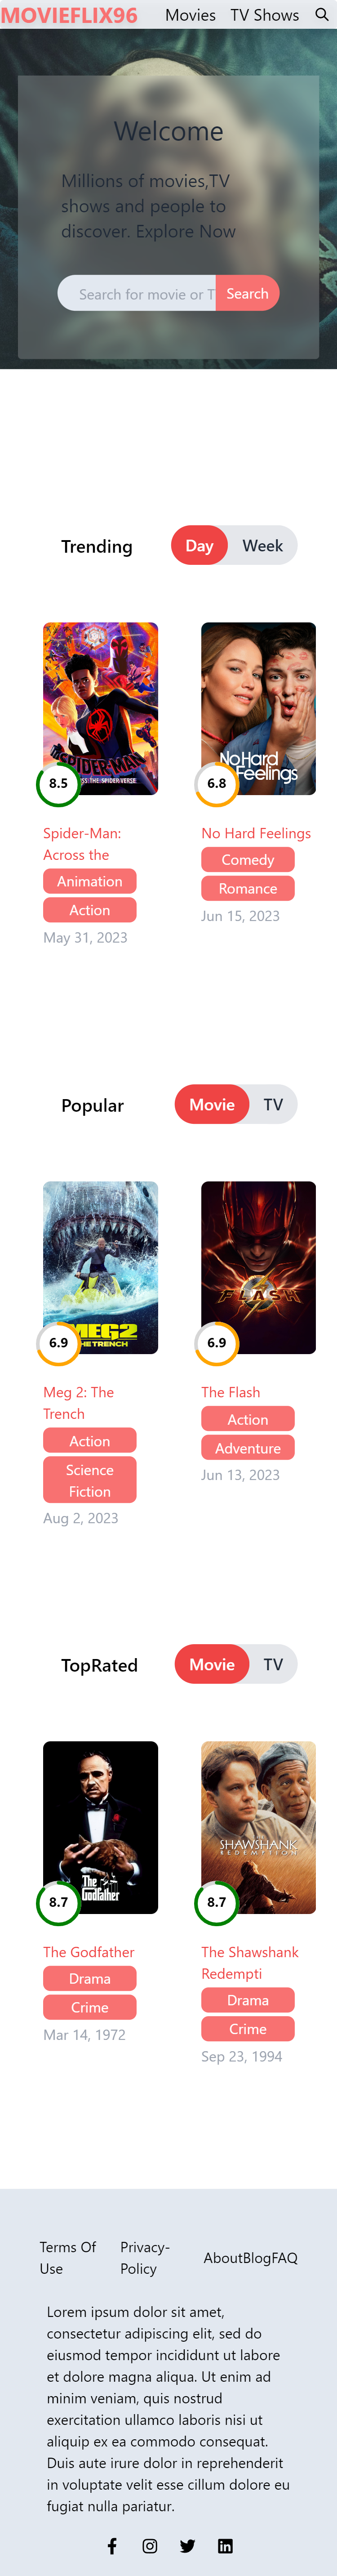 MOVIEFLIX96 Movies TV Shows
Welcome
Millions of movies,TV
shows and people to
discover. Explore Now
Search for movie or T Search
Trending Day Week
SPIDER-MAN
ACROSS THE SPIDER-VERSE
No Hard
Feelings
8.5 6.8
Spider-Man:
Across the
Animation
Action
May 31, 2023
No Hard Feelings
Comedy
Romance
Jun 15, 2023
Popular Movie TV
MEG2
THE TRENCH
FLASH
6.9 6.9
Meg 2: The
Trench
Action
Science
Fiction
Aug 2, 2023
The Flash
Action
Adventure
Jun 13, 2023
TopRated Movie TV
The
Godfather
SHAWSHANK
REDEMPTION
8.7 8.7
The Godfather
Drama
Crime
Mar 14, 1972
The Shawshank
Redempti
Drama
Crime
Sep 23, 1994
Terms Of
Use
Privacy-
Policy
AboutBlogFAQ
Lorem ipsum dolor sit amet,
consectetur adipiscing elit, sed do
eiusmod tempor incididunt ut labore
et dolore magna aliqua. Ut enim ad
minim veniam, quis nostrud
exercitation ullamco laboris nisi ut
aliquip ex ea commodo consequat.
Duis aute irure dolor in reprehenderit
in voluptate velit esse cillum dolore eu
fugiat nulla pariatur.